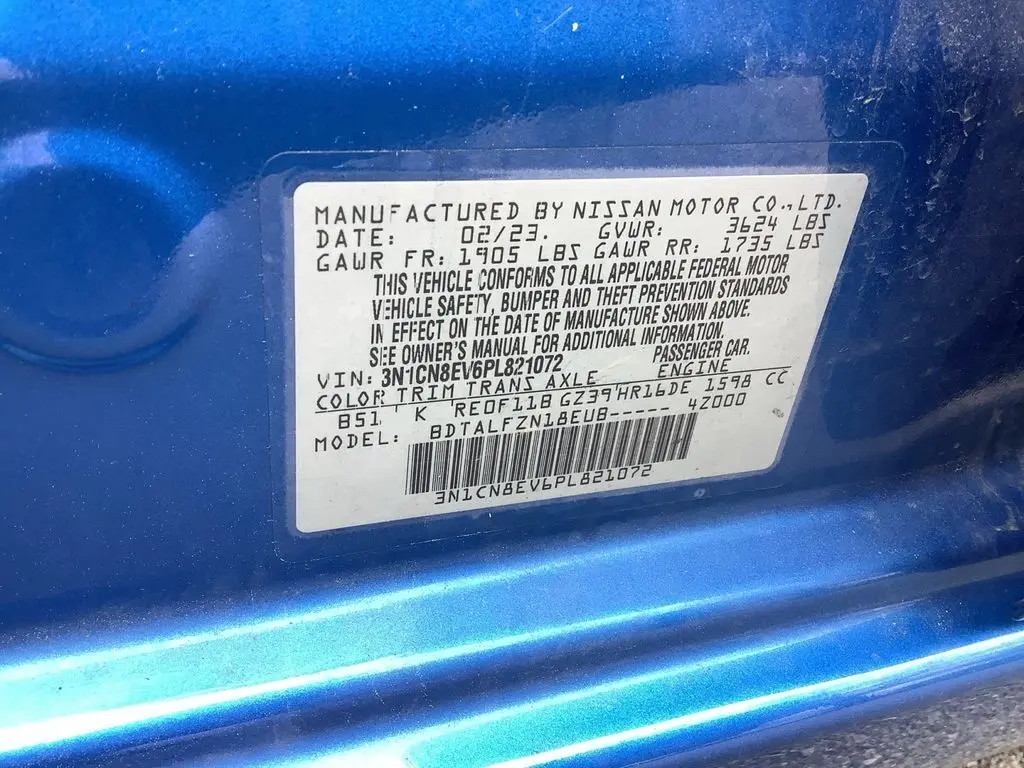 MANUFACTURED BY NISSAN MOTOR CO.,LTD.
DATE: 02/23. GVWR: 3624 LBS
GAWR FR: 1905 LBS GAWR RR: 1735 LBS
THIS VEHICLE CONFORMS TO ALL APPLICABLE FEDERAL MOTOR
VEHICLE SAFETY, BUMPER AND THEFT PREVENTION STANDARDS
IN EFFECT ON THE DATE OF MANUFACTURE SHOWN ABOVE.
SEE OWNER'S MANUAL FOR ADDITIONAL INFORMATION.
VIN: 3N1CN8EV6PL821072 PASSENGER CAR.
COLOR TRIM TRANS AXLE ENGINE
B51 K RE0F11B GZ39 HR16DE 1598 CC
MODEL: BDTALFZN18EUB----- 4Z000
3N1CN8EV6PL821072